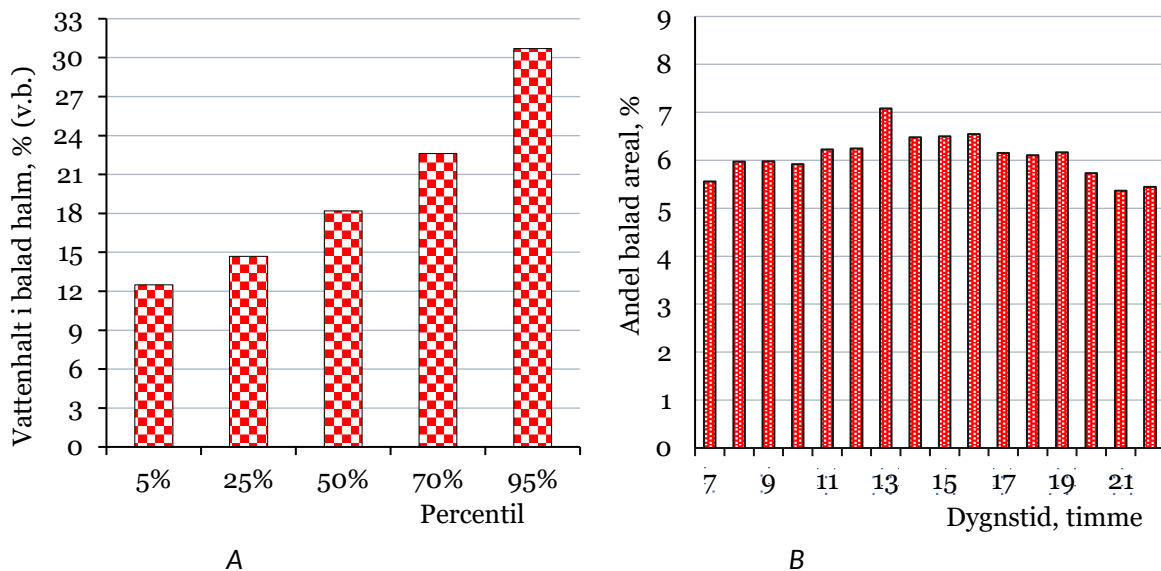 Vattenhalt i balad halm, % (v.b.)
33
30
27
24
21
18
15
12
9
6
3
0
5% 25% 50% 70% 95%
Percentil
A
Andel balad areal, %
9
8
7
6
5
4
3
2
1
0
7 9 11 13 15 17 19 21
Dygnstid, timme
B